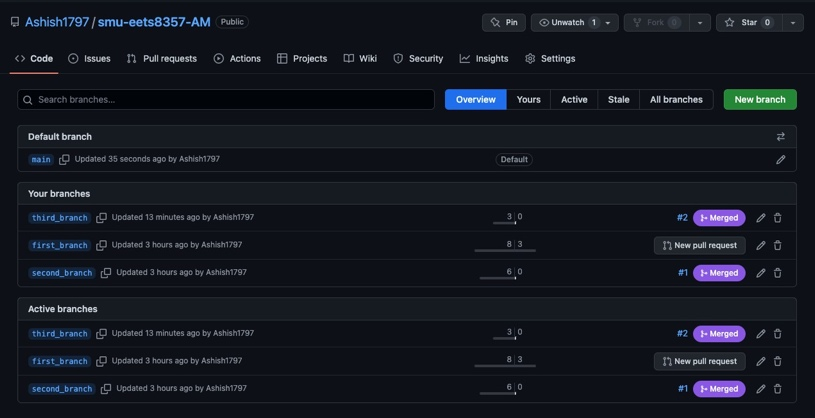 Ashish1797 / smu-eets8357-AM Public Pin Unwatch 1 Fork 0 Star 0
Code Issues Pull requests Actions Projects Wiki Security Insights Settings
Search branches... Overview Yours Active Stale All branches New branch
Default branch
main Updated 35 seconds ago by Ashish1797 Default
Your branches
third_branch Updated 13 minutes ago by Ashish1797 3 0 #2 Merged
first_branch Updated 3 hours ago by Ashish1797 8 3 New pull request
second_branch Updated 3 hours ago by Ashish1797 6 0 #1 Merged
Active branches
third_branch Updated 13 minutes ago by Ashish1797 3 0 #2 Merged
first_branch Updated 3 hours ago by Ashish1797 8 3 New pull request
second_branch Updated 3 hours ago by Ashish1797 6 0 #1 Merged